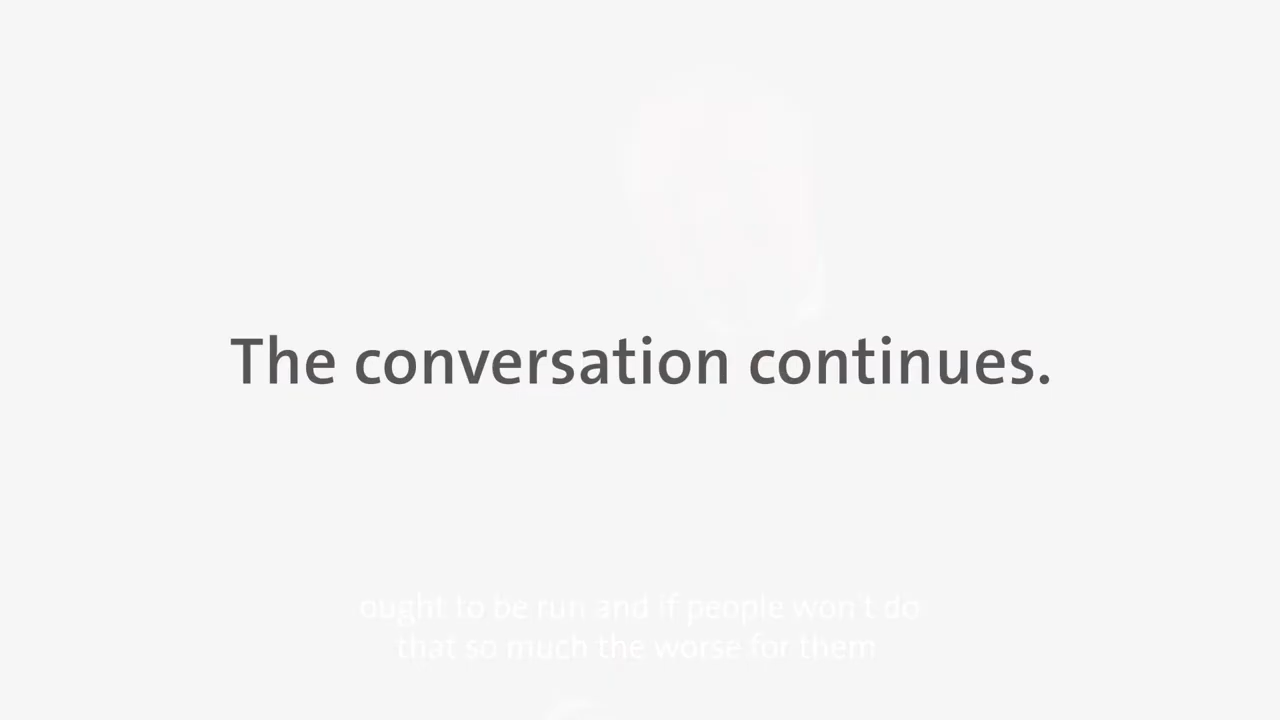 The conversation continues.
ought to be run and if people won't do
that so much the worse for them